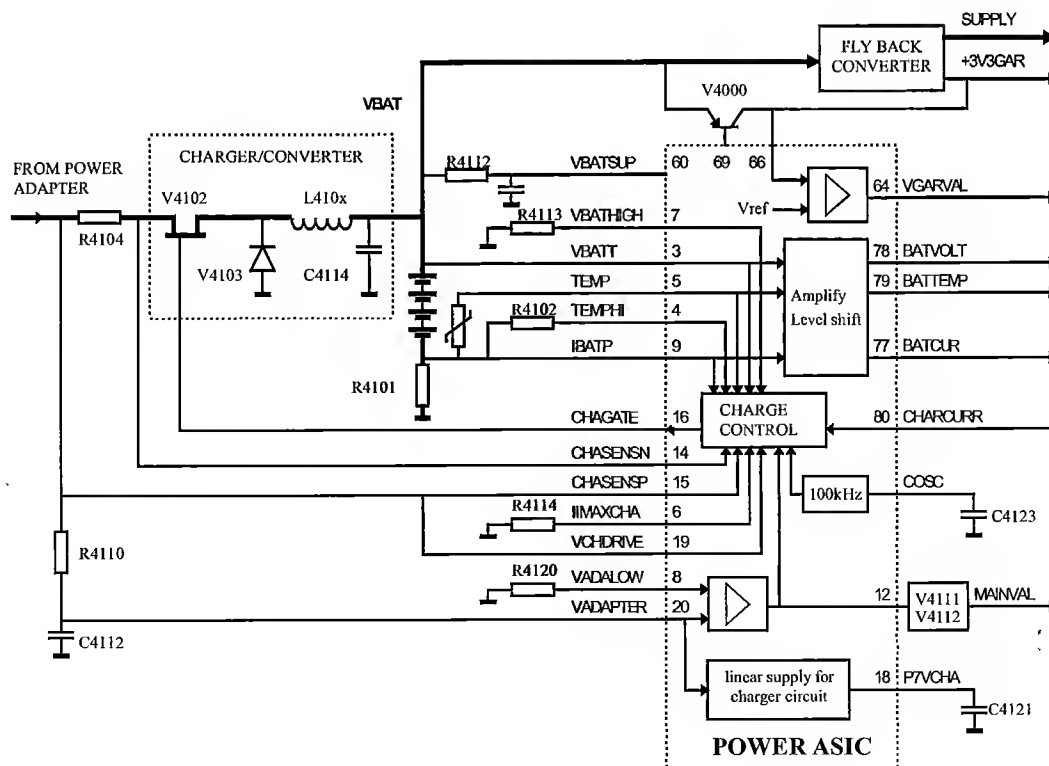 SUPPLY
FLY BACK
CONVERTER
+3V3GAR
V4000
VBAT
CHARGER/CONVERTER
FROM POWER
ADAPTER
V4102
L410x
R4104
V4103
C4114
R4112
VBATSUP
60
69
66
64
VGARVAL
Vref
R4113
VBATHIGH
7
VBATT
3
78
BATVOLT
TEMP
5
79
BATTEMP
Amplify
Level shift
R4102
TEMPHI
4
IBATP
9
77
BATCUR
R4101
CHAGATE
16
CHARGE
CONTROL
80
CHARCURR
CHASENSN
14
CHASENSP
15
100kHz
COSC
C4123
R4114
IIMAXCHA
6
VCHDRIVE
19
R4110
R4120
VADALOW
8
VADAPTER
20
12
V4111
V4112
MAINVAL
C4112
linear supply for
charger circuit
18
P7VCHA
C4121
POWER ASIC